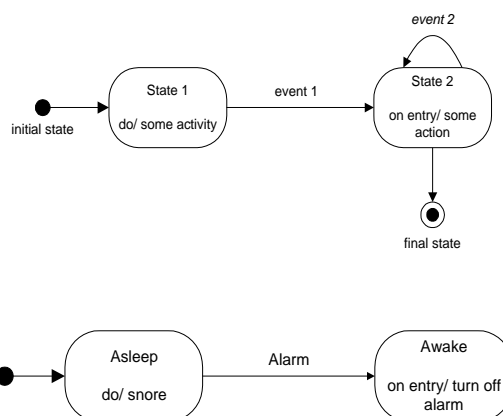 event 2
State 1
do/ some activity
event 1
State 2
on entry/ some
action
initial state
final state
Asleep
do/ snore
Alarm
Awake
on entry/ turn off
alarm